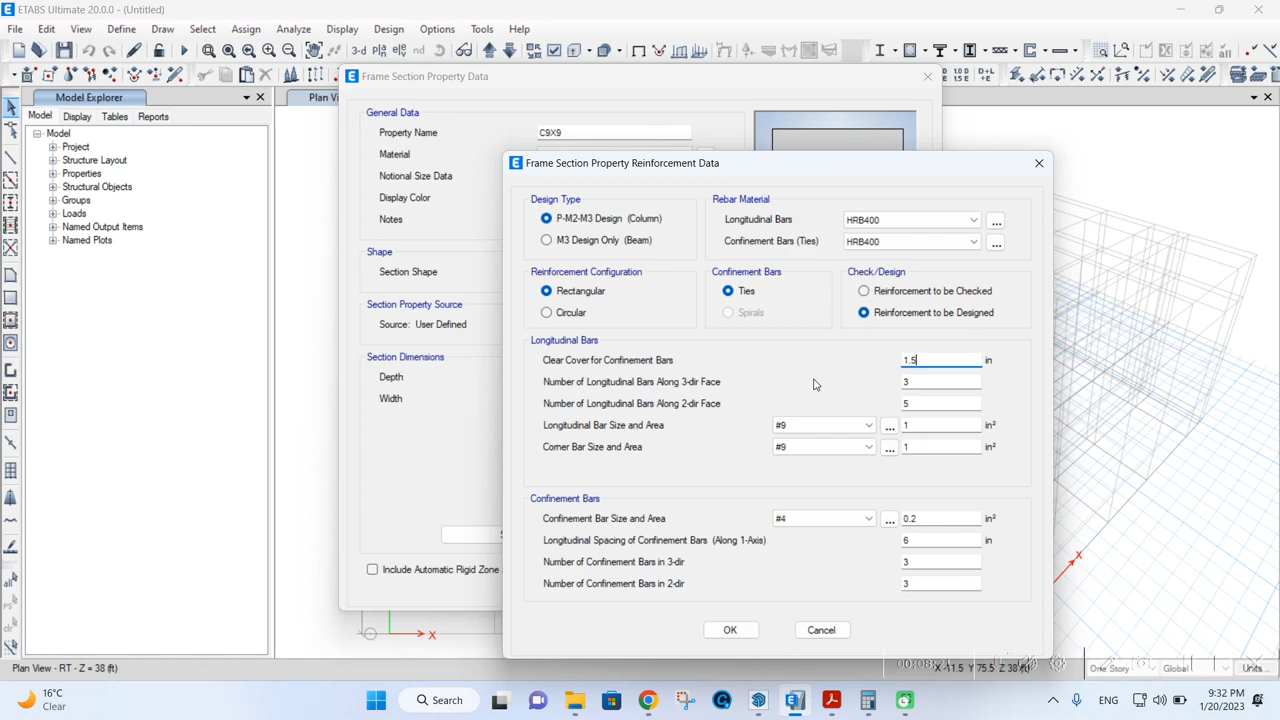 ETABS Ultimate 20.0.0 - (Untitled)
File Edit View Define Draw Select Assign Analyze Display Design Options Tools Help
Model Explorer
Plan Vi
Model Display Tables Reports
Model
Project
Structure Layout
Properties
Structural Objects
Groups
Loads
Named Output Items
Named Plots
Frame Section Property Data
General Data
Property Name C9X9
Material
Notional Size Data
Display Color
Notes
Shape
Section Shape
Section Property Source
Source: User Defined
Section Dimensions
Depth
Width
Include Automatic Rigid Zone
Frame Section Property Reinforcement Data
Design Type
P-M2-M3 Design (Column)
M3 Design Only (Beam)
Rebar Material
Longitudinal Bars HRB400 ...
Confinement Bars (Ties) HRB400 ...
Reinforcement Configuration
Rectangular
Circular
Confinement Bars
Ties
Spirals
Check/Design
Reinforcement to be Checked
Reinforcement to be Designed
Longitudinal Bars
Clear Cover for Confinement Bars 1.5 in
Number of Longitudinal Bars Along 3-dir Face 3
Number of Longitudinal Bars Along 2-dir Face 5
Longitudinal Bar Size and Area #9 ... 1 in²
Corner Bar Size and Area #9 ... 1 in²
Confinement Bars
Confinement Bar Size and Area #4 ... 0.2 in²
Longitudinal Spacing of Confinement Bars (Along 1-Axis) 6 in
Number of Confinement Bars in 3-dir 3
Number of Confinement Bars in 2-dir 3
OK Cancel
X
X
Plan View - RT - Z = 38 (ft)
X -11.5 Y 75.5 Z 38 (ft)
One Story Global Units...
16°C
Clear
Search
ENG
9:32 PM
1/20/2023